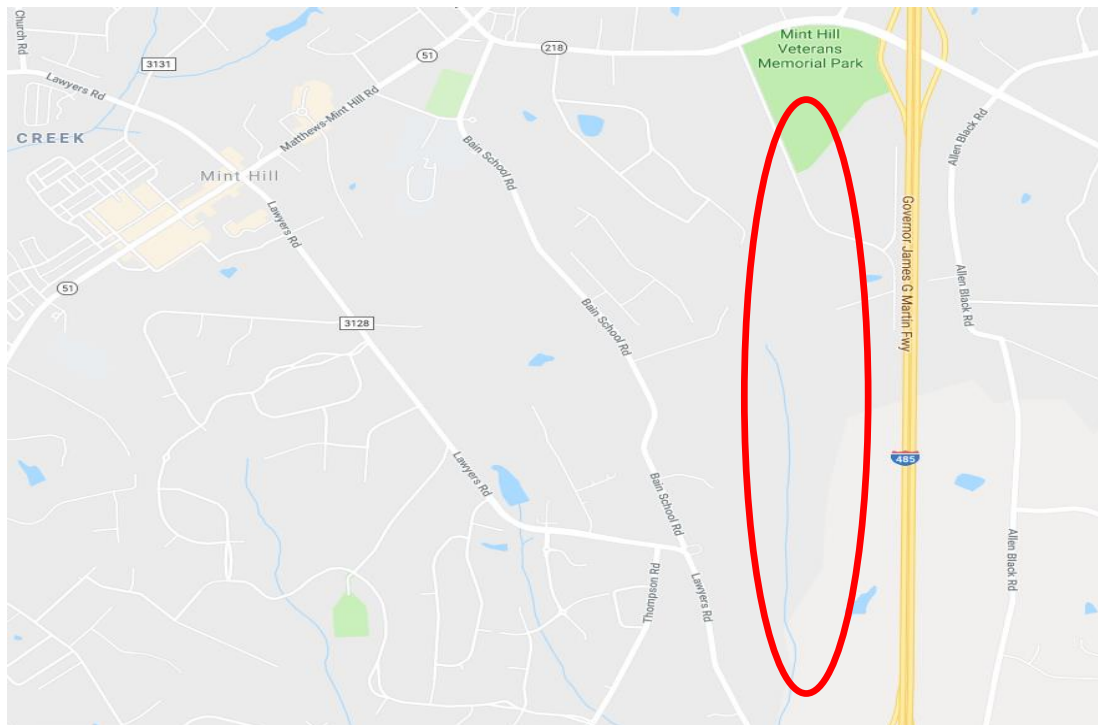 Church Rd
3131
Lawyers Rd
CREEK
51
Matthews-Mint Hill Rd
Mint Hill
218
Mint Hill
Veterans
Memorial Park
Allen Black Rd
Bain School Rd
Lawyers Rd
Governor James G Martin Fwy
51
3128
Bain School Rd
Allen Black Rd
Lawyers Rd
485
Bain School Rd
Allen Black Rd
Thompson Rd
Lawyers Rd